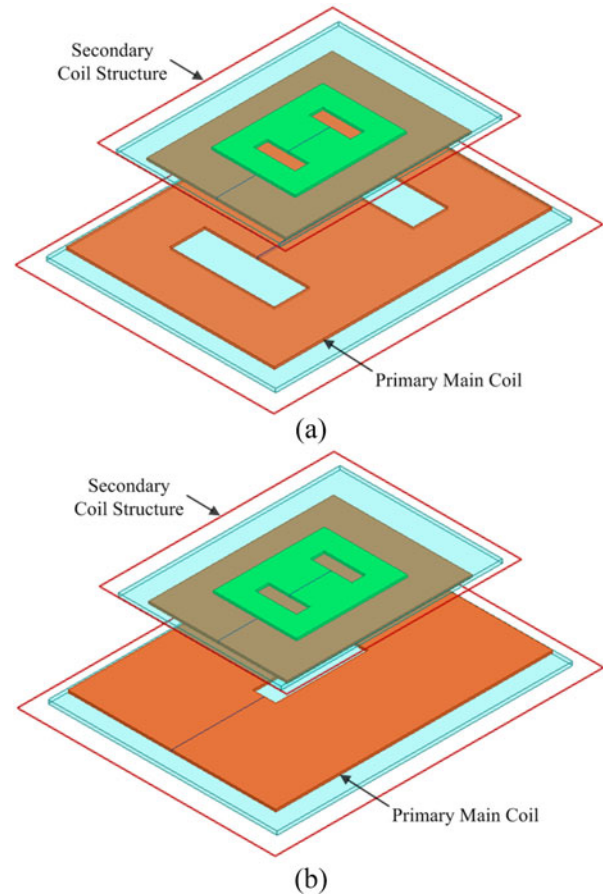 Secondary
Coil Structure
Primary Main Coil
(a)
Secondary
Coil Structure
Primary Main Coil
(b)